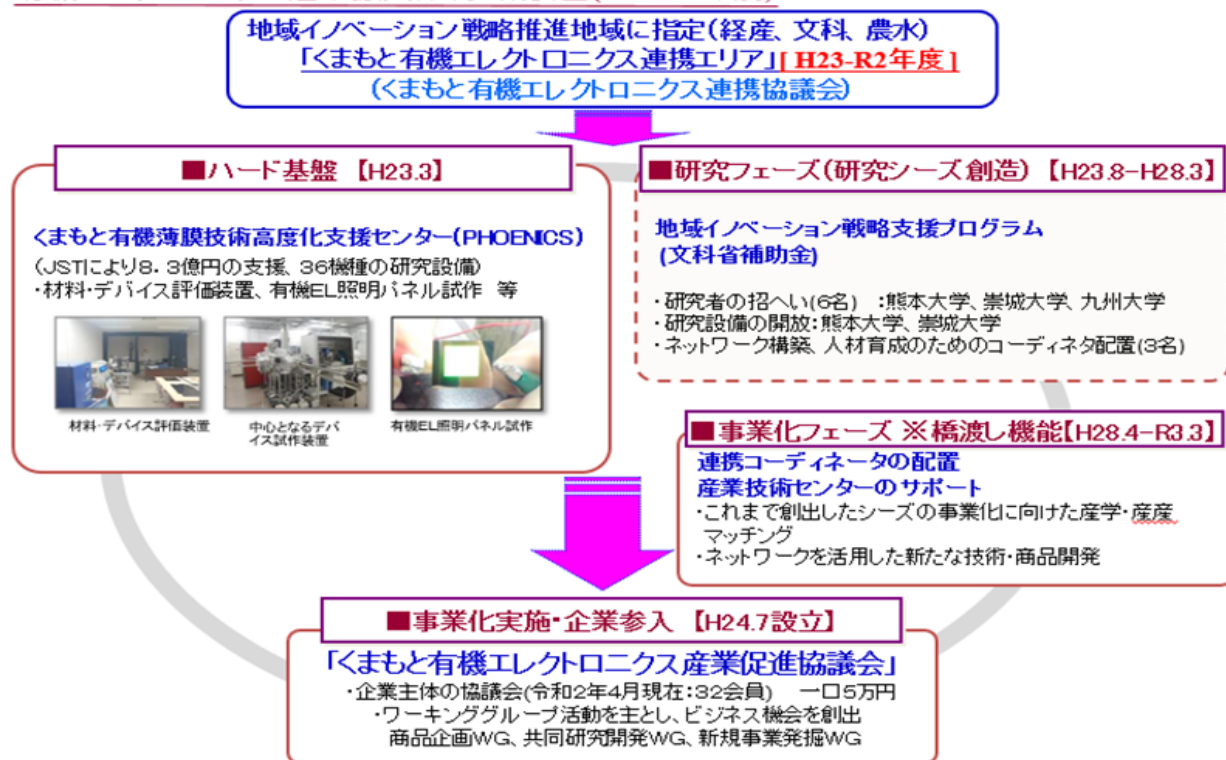 地域イノベーション戦略推進地域に指定(経産、文科、農水)
「くまもと有機エレクトロニクス連携エリア」[ H23-R2年度 ]
(くまもと有機エレクトロニクス連携協議会)
■ハード基盤 【H23.3】
くまもと有機薄膜技術高度化支援センター(PHOENICS)
(JSTにより8.3億円の支援、36機種の研究設備)
・材料・デバイス評価装置、有機EL照明パネル試作 等
材料・デバイス評価装置
中心となるデバ
イス試作装置
有機EL照明パネル試作
■研究フェーズ(研究シーズ創造) 【H23.8-H28.3】
地域イノベーション戦略支援プログラム
(文科省補助金)
・研究者の招へい(6名) :熊本大学、崇城大学、九州大学
・研究設備の開放:熊本大学、崇城大学
・ネットワーク構築、人材育成のためのコーディネタ配置(3名)
■事業化フェーズ ※橋渡し機能【H28.4-R3.3】
連携コーディネータの配置
産業技術センターのサポート
・これまで創出したシーズの事業化に向けた産学・産産
マッチング
・ネットワークを活用した新たな技術・商品開発
■事業化実施・企業参入 【H24.7設立】
「くまもと有機エレクトロニクス産業促進協議会」
・企業主体の協議会(令和2年4月現在:32会員) 一口5万円
・ワーキンググループ活動を主とし、ビジネス機会を創出
商品企画WG、共同研究開発WG、新規事業発掘WG